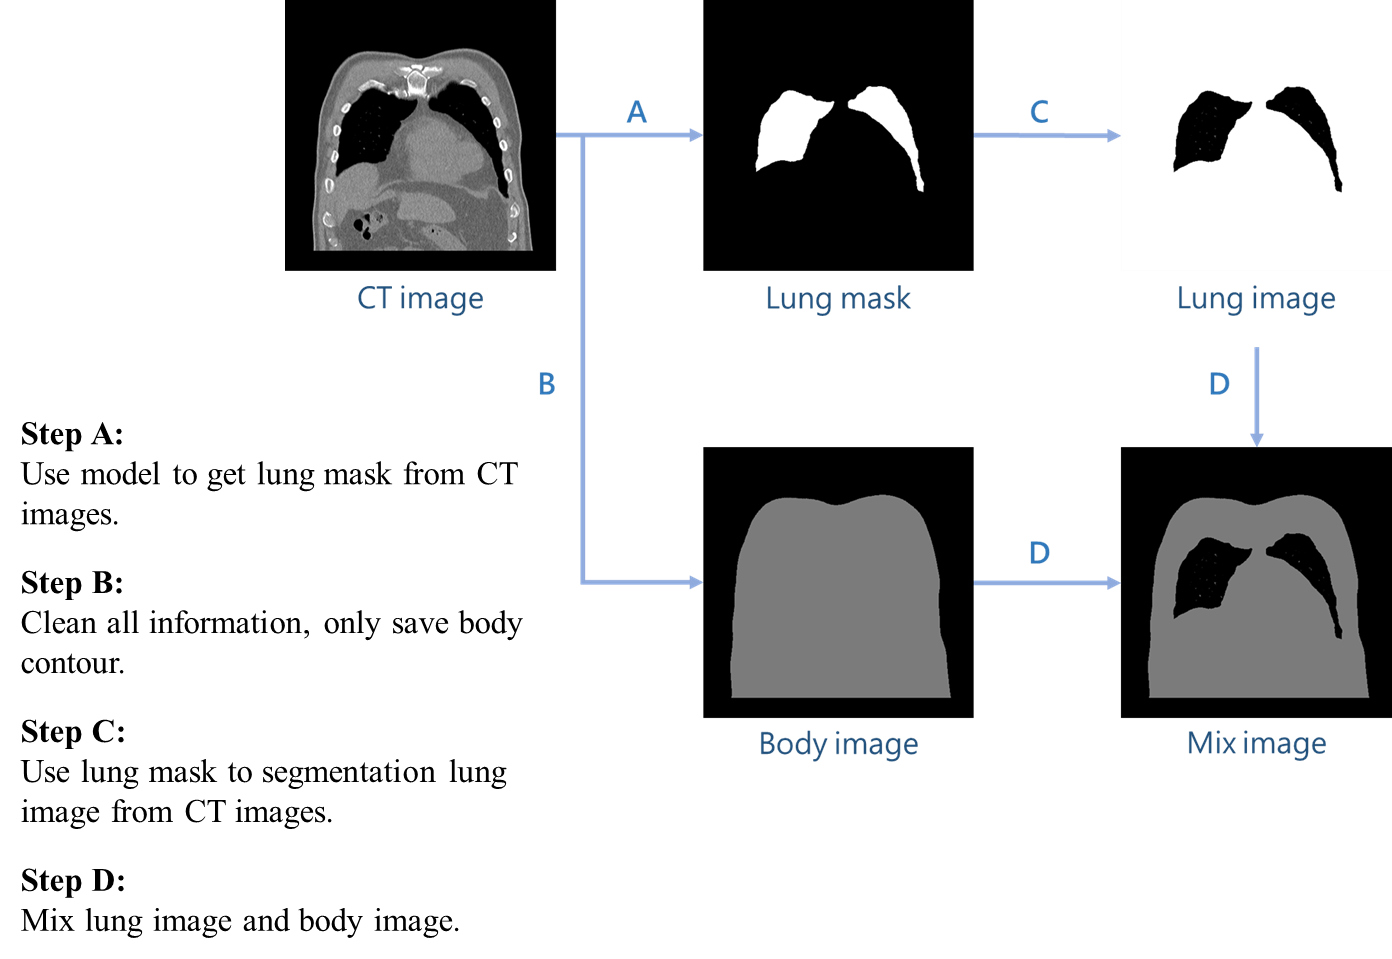 A
C
CT image
Lung mask
Lung image
B
D
Step A:
Use model to get lung mask from CT
images.
Step B:
Clean all information, only save body
contour.
D
Step C:
Use lung mask to segmentation lung
image from CT images.
Body image
Mix image
Step D:
Mix lung image and body image.